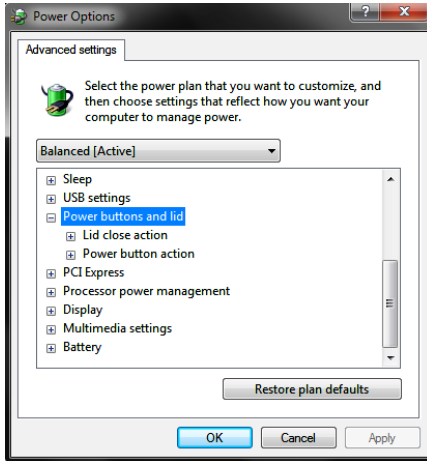 Power Options
Advanced settings
Select the power plan that you want to customize, and
then choose settings that reflect how you want your
computer to manage power.
Balanced [Active]
Sleep
USB settings
Power buttons and lid
Lid close action
Power button action
PCI Express
Processor power management
Display
Multimedia settings
Battery
Restore plan defaults
OK
Cancel
Apply